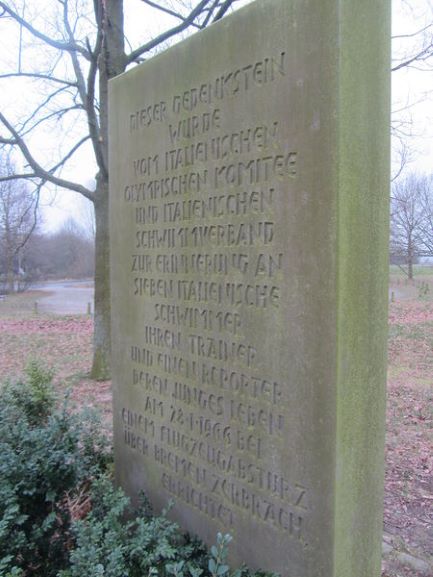 DIESER GEDENKSTEIN
WURDE
VOM ITALIENISCHEN
OLYMPISCHEN KOMITEE
UND ITALIENISCHEN
SCHWIMMVERBAND
ZUR ERINNERUNG AN
SIEBEN ITALIENISCHE
SCHWIMMER
IHREN TRAINER
UND EINEN REPORTER
DEREN JUNGES LEBEN
AM 28·1·1966 BEI
EINEM FLUGZEUGABSTURZ
ÜBER BREMEN ZERBRACH,
ERRICHTET